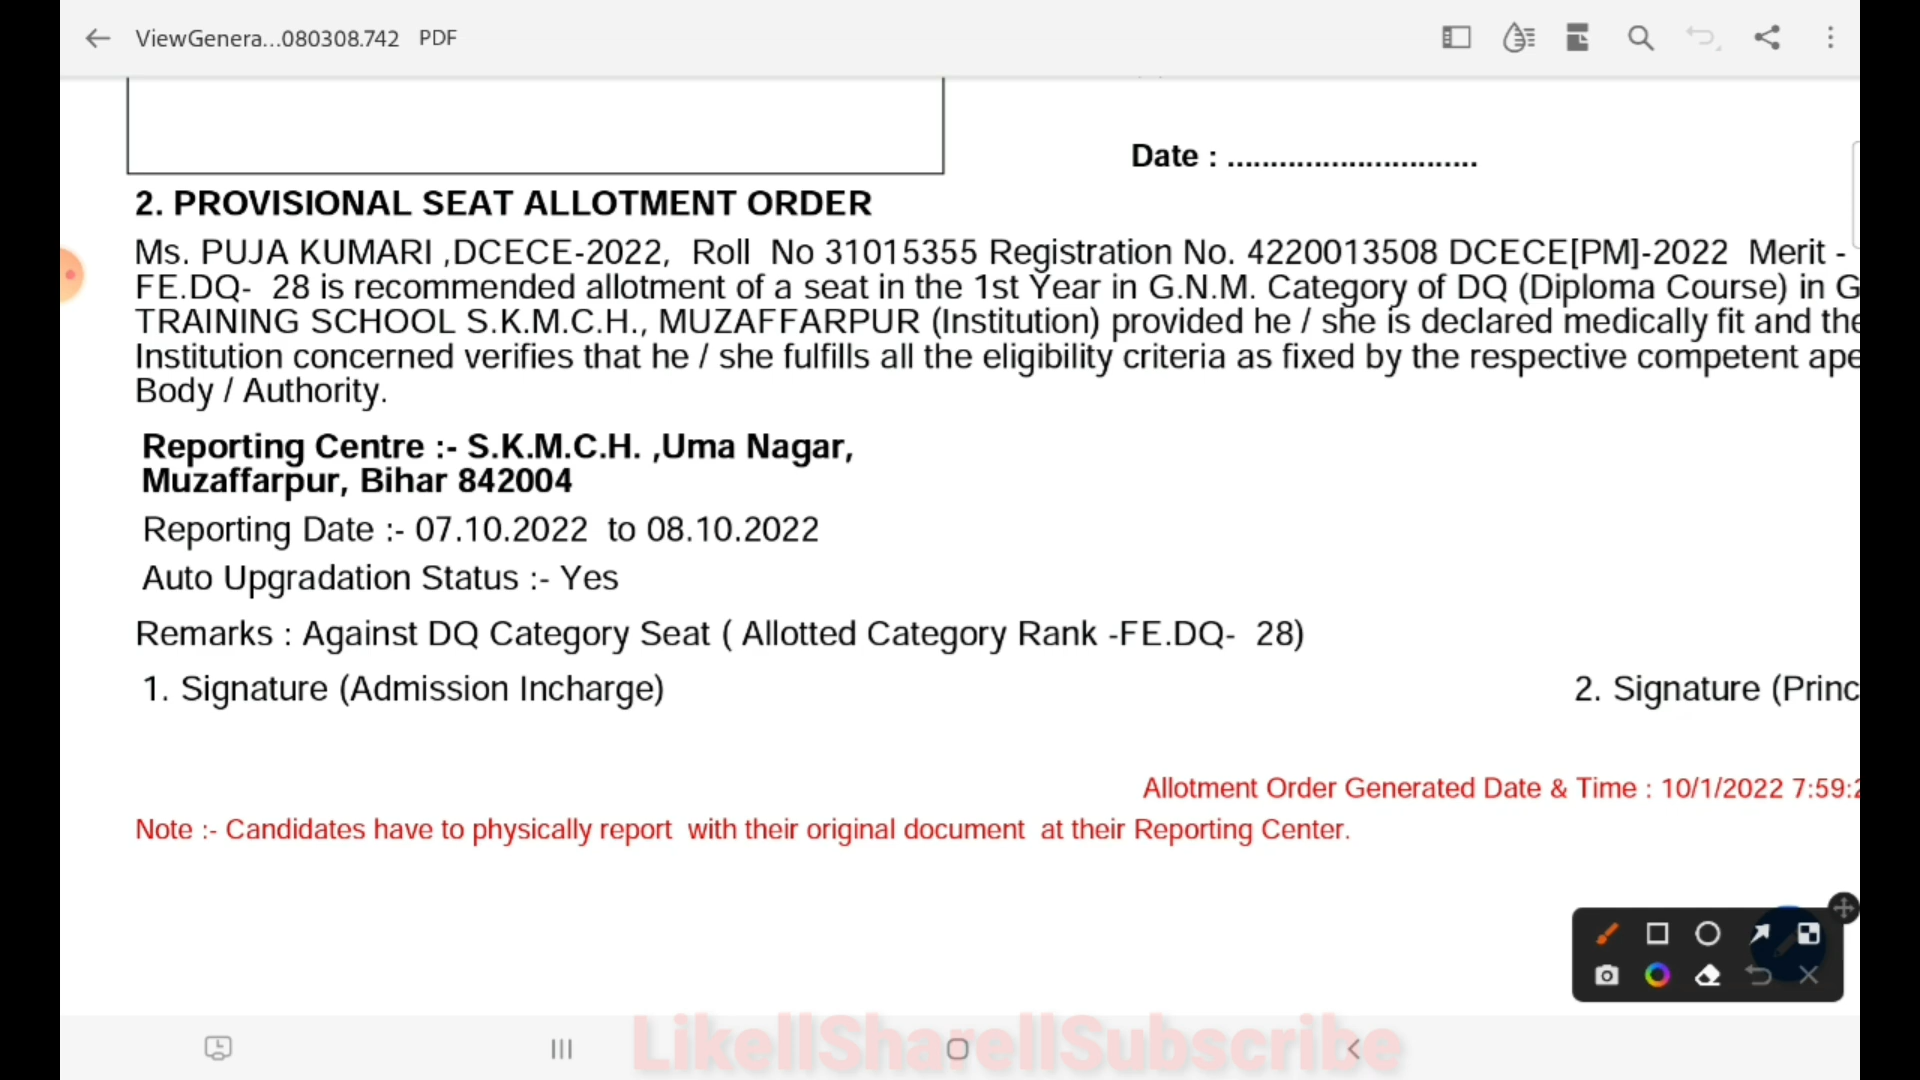 ViewGenera...080308.742 PDF
Date : .............................
2. PROVISIONAL SEAT ALLOTMENT ORDER
Ms. PUJA KUMARI ,DCECE-2022, Roll No 31015355 Registration No. 4220013508 DCECE[PM]-2022 Merit -
FE.DQ- 28 is recommended allotment of a seat in the 1st Year in G.N.M. Category of DQ (Diploma Course) in G
TRAINING SCHOOL S.K.M.C.H., MUZAFFARPUR (Institution) provided he / she is declared medically fit and the
Institution concerned verifies that he / she fulfills all the eligibility criteria as fixed by the respective competent ape
Body / Authority.
Reporting Centre :- S.K.M.C.H. ,Uma Nagar,
Muzaffarpur, Bihar 842004
Reporting Date :- 07.10.2022 to 08.10.2022
Auto Upgradation Status :- Yes
Remarks : Against DQ Category Seat ( Allotted Category Rank -FE.DQ- 28)
1. Signature (Admission Incharge) 2. Signature (Princ
Allotment Order Generated Date & Time : 10/1/2022 7:59:2
Note :- Candidates have to physically report with their original document at their Reporting Center.
LikellSharellSubscribe